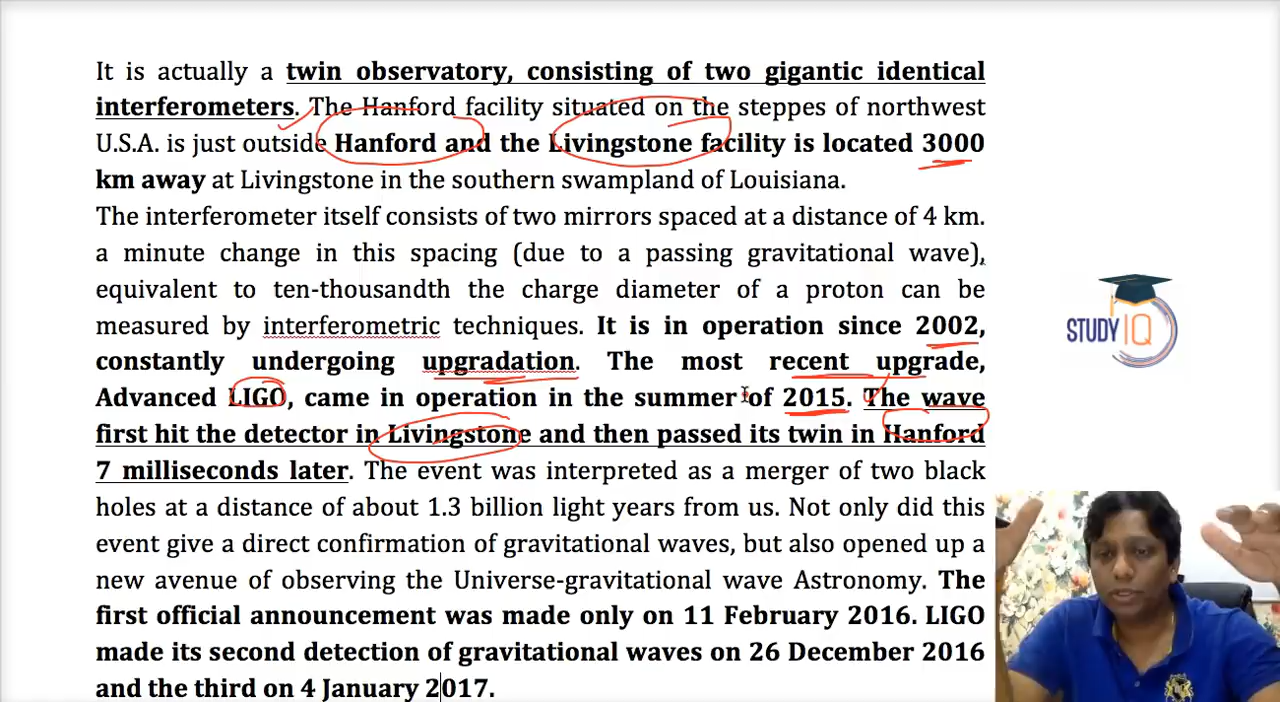 It is actually a twin observatory, consisting of two gigantic identical
interferometers. The Hanford facility situated on the steppes of northwest
U.S.A. is just outside Hanford and the Livingstone facility is located 3000
km away at Livingstone in the southern swampland of Louisiana.
The interferometer itself consists of two mirrors spaced at a distance of 4 km.
a minute change in this spacing (due to a passing gravitational wave),
equivalent to ten-thousandth the charge diameter of a proton can be
measured by interferometric techniques. It is in operation since 2002,
constantly undergoing upgradation. The most recent upgrade,
Advanced LIGO, came in operation in the summer of 2015. The wave
first hit the detector in Livingstone and then passed its twin in Hanford
7 milliseconds later. The event was interpreted as a merger of two black
holes at a distance of about 1.3 billion light years from us. Not only did this
event give a direct confirmation of gravitational waves, but also opened up a
new avenue of observing the Universe-gravitational wave Astronomy. The
first official announcement was made only on 11 February 2016. LIGO
made its second detection of gravitational waves on 26 December 2016
and the third on 4 January 2017.
STUDY IQ